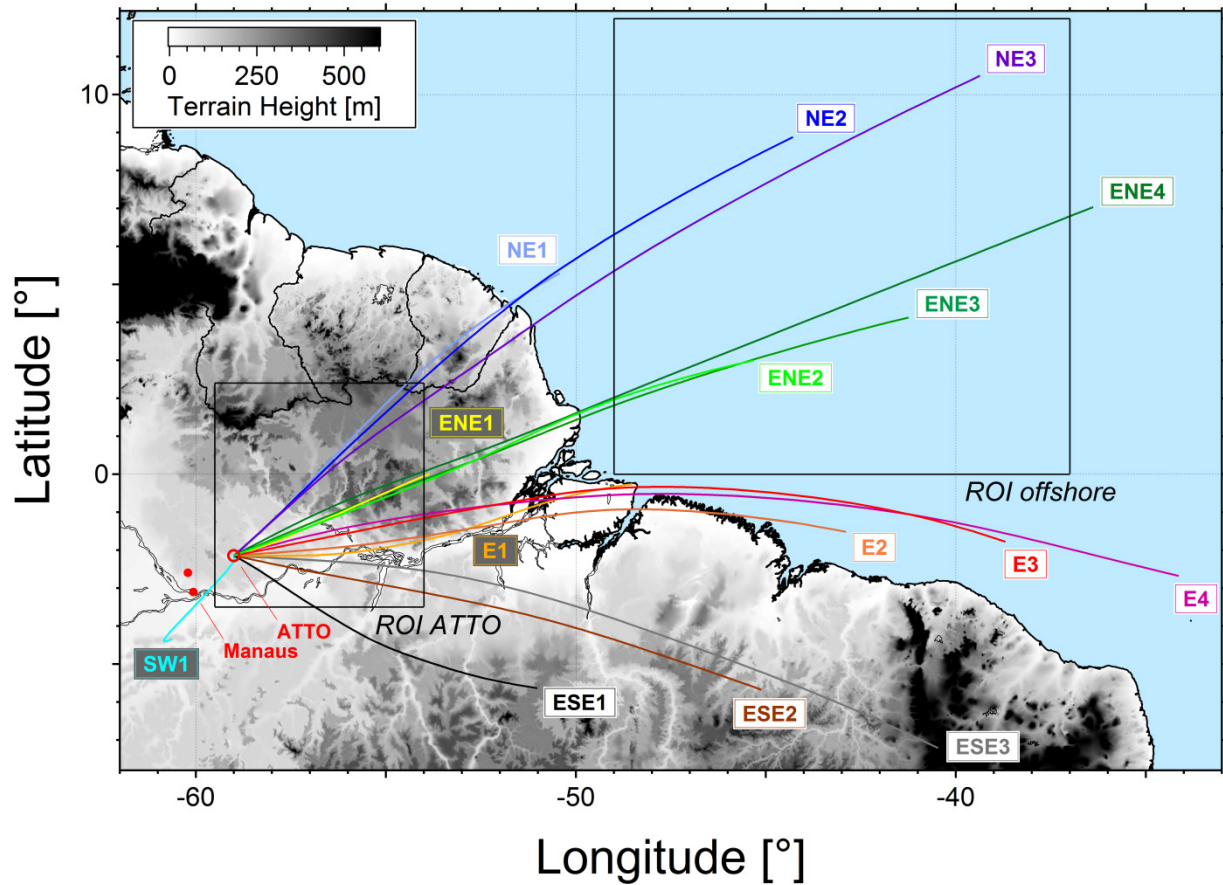 0 250 500
Terrain Height [m]
NE3
NE2
ENE4
NE1
ENE3
ENE2
ENE1
ROI offshore
E1
E2
E3
E4
ROI ATTO
ATTO
Manaus
SW1
ESE1
ESE2
ESE3
10
0
Latitude [°]
-60 -50 -40
Longitude [°]